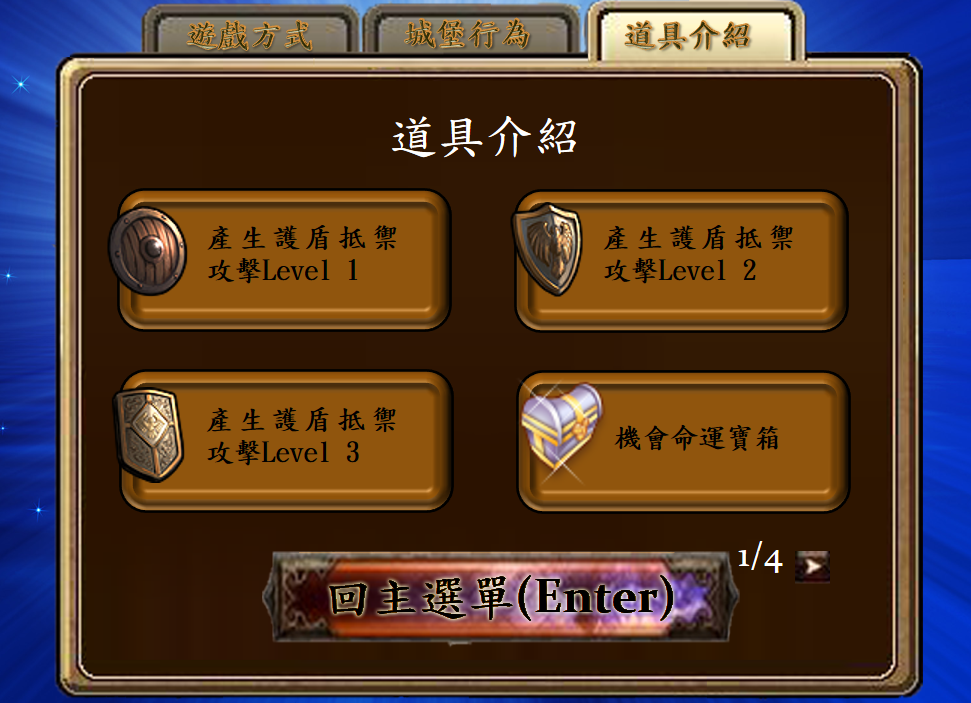 遊戲方式
城堡行為
道具介紹
道具介紹
產生護盾抵禦
攻擊Level 1
產生護盾抵禦
攻擊Level 2
產生護盾抵禦
攻擊Level 3
機會命運寶箱
1/4
回主選單(Enter)